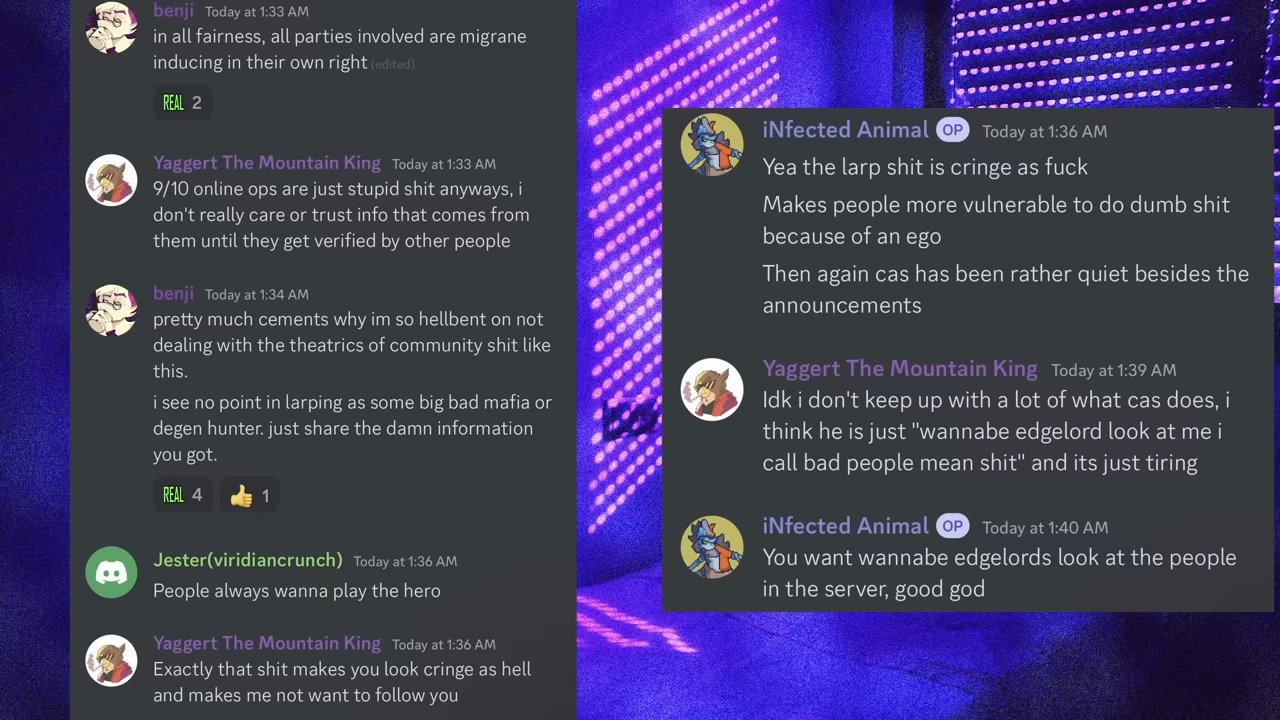 benji Today at 1:33 AM
in all fairness, all parties involved are migrane
inducing in their own right (edited)
REAL 2
Yaggert The Mountain King Today at 1:33 AM
9/10 online ops are just stupid shit anyways, i
don't really care or trust info that comes from
them until they get verified by other people
benji Today at 1:34 AM
pretty much cements why im so hellbent on not
dealing with the theatrics of community shit like
this.
i see no point in larping as some big bad mafia or
degen hunter. just share the damn information
you got.
REAL 4 👍 1
Jester(viridiancrunch) Today at 1:36 AM
People always wanna play the hero
Yaggert The Mountain King Today at 1:36 AM
Exactly that shit makes you look cringe as hell
and makes me not want to follow you
iNfected Animal OP Today at 1:36 AM
Yea the larp shit is cringe as fuck
Makes people more vulnerable to do dumb shit
because of an ego
Then again cas has been rather quiet besides the
announcements
Yaggert The Mountain King Today at 1:39 AM
Idk i don't keep up with a lot of what cas does, i
think he is just "wannabe edgelord look at me i
call bad people mean shit" and its just tiring
iNfected Animal OP Today at 1:40 AM
You want wannabe edgelords look at the people
in the server, good god